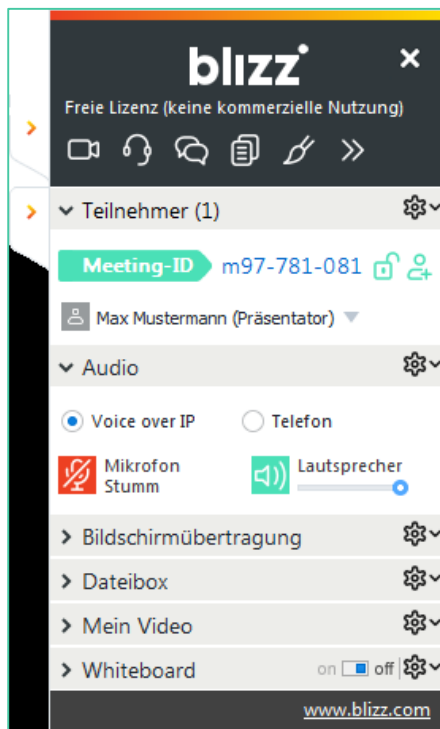 blizz
Freie Lizenz (keine kommerzielle Nutzung)
Teilnehmer (1)
Meeting-ID m97-781-081
Max Mustermann (Präsentator)
Audio
Voice over IP Telefon
Mikrofon Lautsprecher
Stumm
Bildschirmübertragung
Dateibox
Mein Video
Whiteboard on off
www.blizz.com